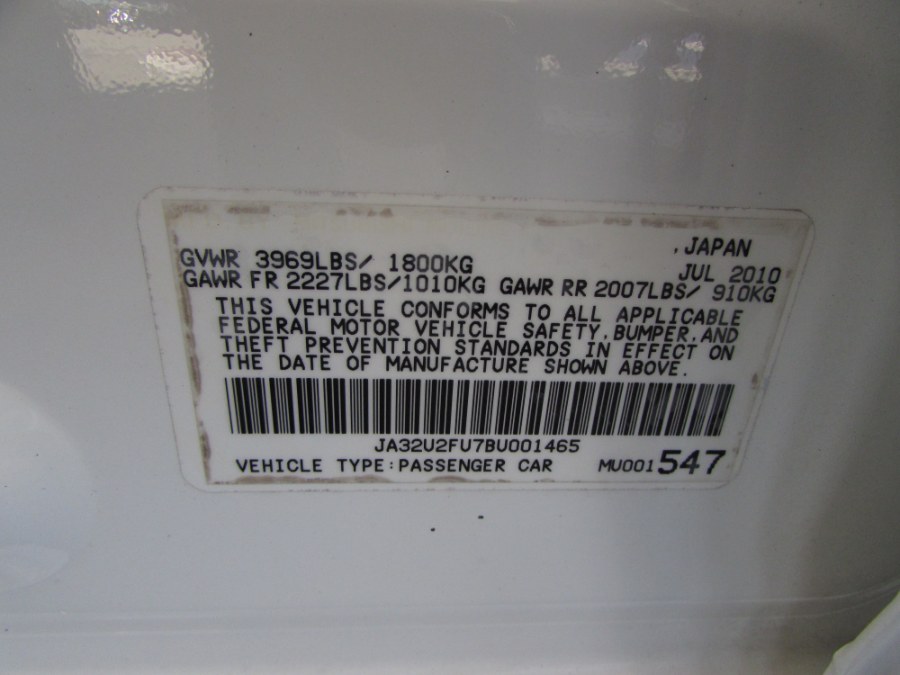 .JAPAN
GVWR 3969LBS/ 1800KG JUL 2010
GAWR FR 2227LBS/1010KG GAWR RR 2007LBS/ 910KG
THIS VEHICLE CONFORMS TO ALL APPLICABLE
FEDERAL MOTOR VEHICLE SAFETY,BUMPER,AND
THEFT PREVENTION STANDARDS IN EFFECT ON
THE DATE OF MANUFACTURE SHOWN ABOVE.
JA32U2FU7BU001465
VEHICLE TYPE:PASSENGER CAR MU001547